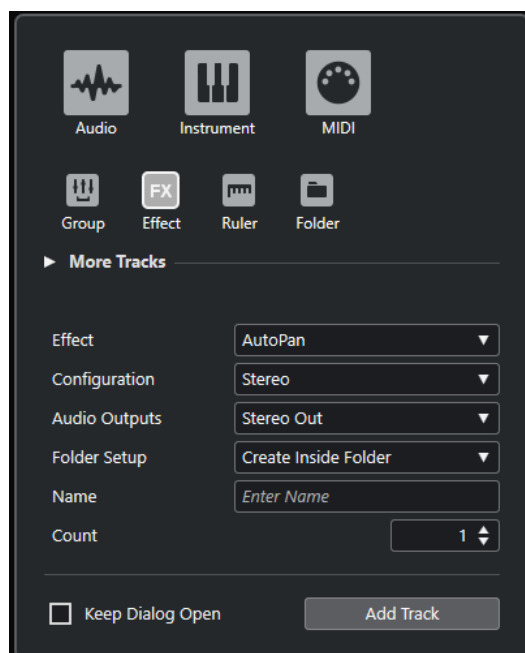 Audio Instrument MIDI
FX
Group Effect Ruler Folder
More Tracks
Effect AutoPan
Configuration Stereo
Audio Outputs Stereo Out
Folder Setup Create Inside Folder
Name Enter Name
Count 1
Keep Dialog Open Add Track